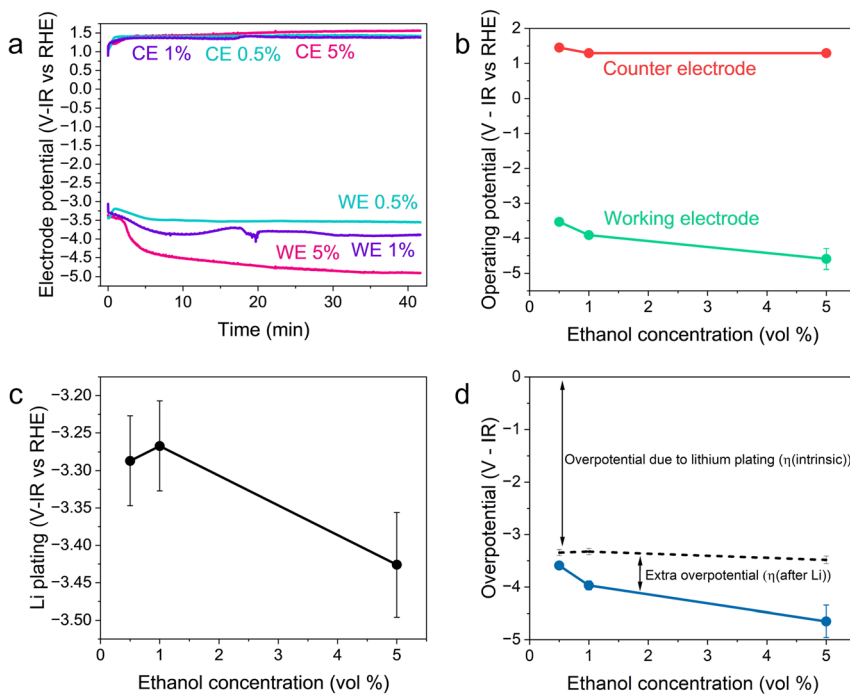 a
Electrode potential (V-IR vs RHE)
1.5
1.0
0.5
0.0
−0.5
−1.0
−1.5
−2.0
−2.5
−3.0
−3.5
−4.0
−4.5
−5.0
CE 1% CE 0.5% CE 5%
WE 0.5%
WE 5% WE 1%
0 10 20 30 40
Time (min)
b
Operating potential (V - IR vs RHE)
2
1
0
−1
−2
−3
−4
−5
Counter electrode
Working electrode
0 1 2 3 4 5
Ethanol concentration (vol %)
c
Li plating (V-IR vs RHE)
−3.20
−3.25
−3.30
−3.35
−3.40
−3.45
−3.50
0 1 2 3 4 5
Ethanol concentration (vol %)
d
Overpotential (V - IR)
0
−1
−2
−3
−4
−5
Overpotential due to lithium plating (η(intrinsic))
Extra overpotential (η(after Li))
0 1 2 3 4 5
Ethanol concentration (vol %)